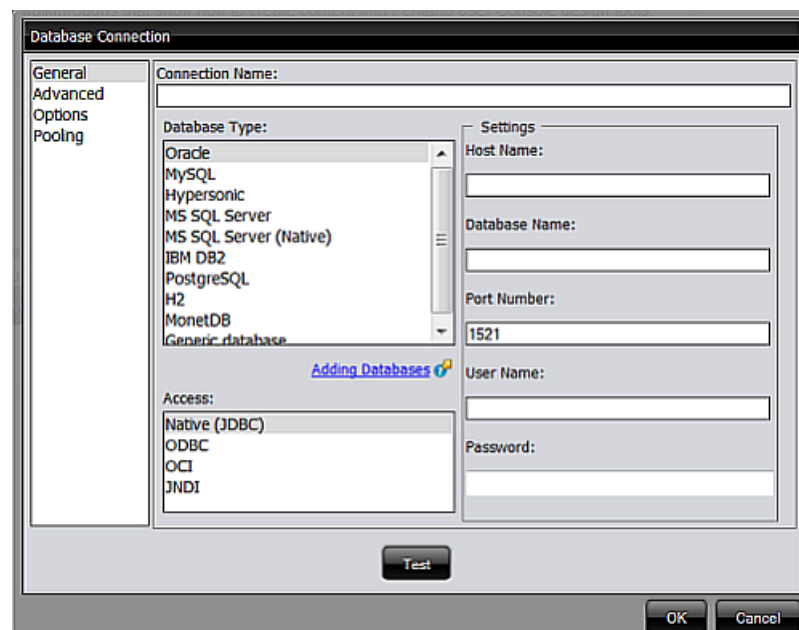 Database Connection
General
Advanced
Options
Pooling
Connection Name:
Database Type:
Oracle
MySQL
Hypersonic
MS SQL Server
MS SQL Server (Native)
IBM DB2
PostgreSQL
H2
MonetDB
Generic database
Adding Databases
Access:
Native (JDBC)
ODBC
OCI
JNDI
Settings
Host Name:
Database Name:
Port Number:
1521
User Name:
Password:
Test
OK
Cancel